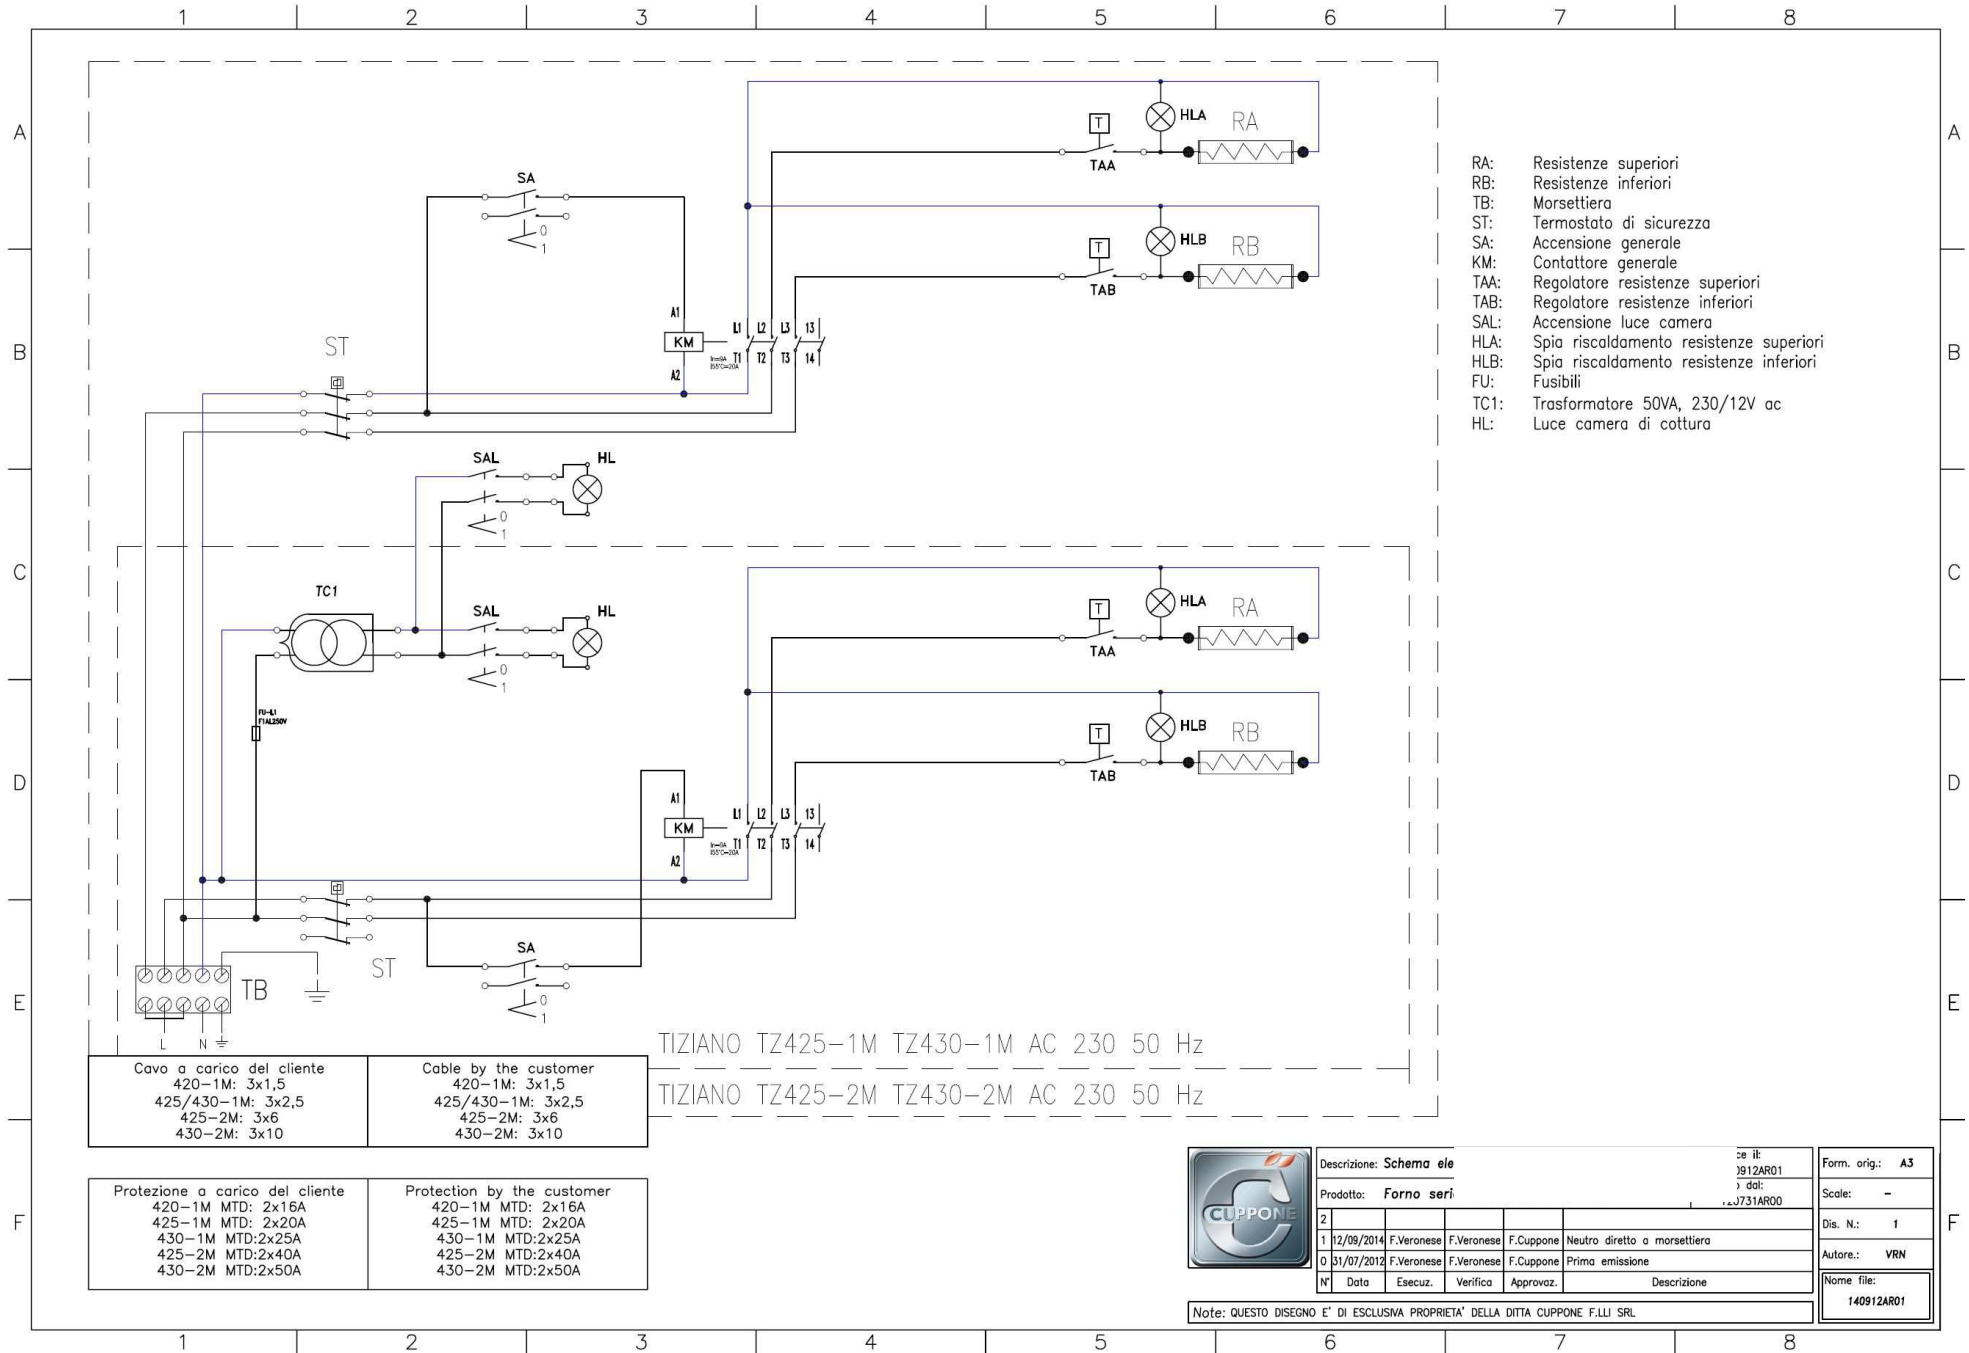 1 2 3 4 5 6 7 8
A A
HLA RA
T
TAA
SA
0
1
HLB RB
T
TAB
RA: Resistenze superiori
RB: Resistenze inferiori
TB: Morsettiera
ST: Termostato di sicurezza
SA: Accensione generale
KM: Contattore generale
TAA: Regolatore resistenze superiori
TAB: Regolatore resistenze inferiori
SAL: Accensione luce camera
HLA: Spia riscaldamento resistenze superiori
HLB: Spia riscaldamento resistenze inferiori
FU: Fusibili
TC1: Trasformatore 50VA, 230/12V ac
HL: Luce camera di cottura
B B
ST
A1
KM
A2
L1 L2 L3 13
T1 T2 T3 14
In=9A
SAL HL
0
1
C C
TC1
SAL HL
0
1
HLA RA
T
TAA
FU-L1
F1AL250V
HLB RB
T
TAB
D D
A1
KM
A2
L1 L2 L3 13
T1 T2 T3 14
In=9A
ST
SA
0
1
TB
E E
L N
TIZIANO TZ425-1M TZ430-1M AC 230 50 Hz
TIZIANO TZ425-2M TZ430-2M AC 230 50 Hz
Cavo a carico del cliente
420-1M: 3x1,5
425/430-1M: 3x2,5
425-2M: 3x6
430-2M: 3x10
Cable by the customer
420-1M: 3x1,5
425/430-1M: 3x2,5
425-2M: 3x6
430-2M: 3x10
Protezione a carico del cliente
420-1M MTD: 2x16A
425-1M MTD: 2x20A
430-1M MTD:2x25A
425-2M MTD:2x40A
430-2M MTD:2x50A
Protection by the customer
420-1M MTD: 2x16A
425-1M MTD: 2x20A
430-1M MTD:2x25A
425-2M MTD:2x40A
430-2M MTD:2x50A
F F
CUPPONE
Descrizione: Schema
Prodotto: Forno
il:
dal:
2
1 12/09/2014 F.Veronese F.Veronese F.Cuppone Neutro diretto a morsettiera
0 31/07/2012 F.Veronese F.Veronese F.Cuppone Prima emissione
N° Data Esecuz. Verifica Approvaz. Descrizione
Note: QUESTO DISEGNO E' DI ESCLUSIVA PROPRIETA' DELLA DITTA CUPPONE F.LLI SRL
Form. orig.: A3
Scale: -
Dis. N.: 1
Autore.: VRN
Nome file:
140912AR01
1 2 3 4 5 6 7 8